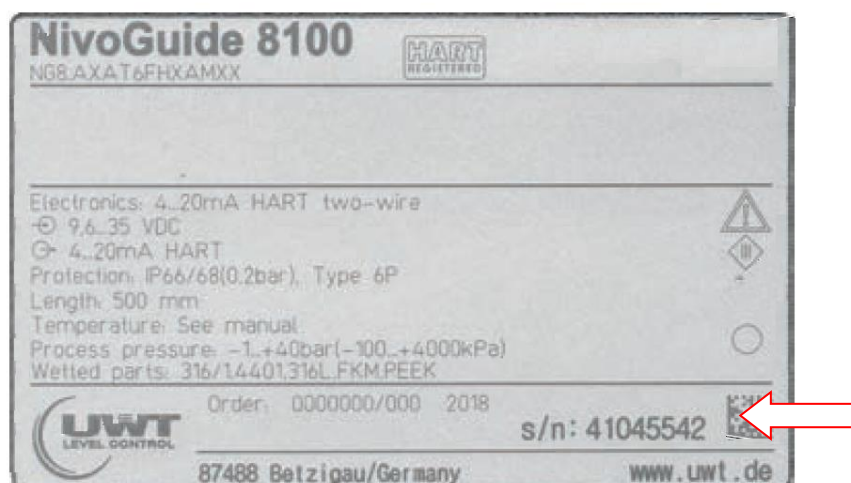 NivoGuide 8100
HART
REGISTERED
NG8.AXAT6FHXAMXX
Electronics: 4...20mA HART two-wire
9,6...35 VDC
4...20mA HART
Protection: IP66/68(0.2bar), Type 6P
Length: 500 mm
Temperature: See manual
Process pressure: -1...+40bar(-100...+4000kPa)
Wetted parts: 316/1.4401,316L,FKM,PEEK
Order: 0000000/000 2018
UWT
LEVEL CONTROL
s/n: 41045542
87488 Betzigau/Germany www.uwt.de